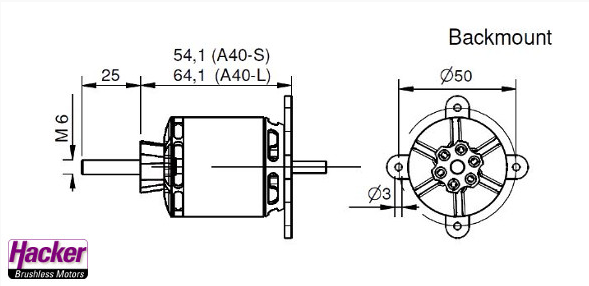 Backmount
54,1 (A40-S)
64,1 (A40-L)
25
Ø50
M 6
Ø3
Hacker
Brushless Motors